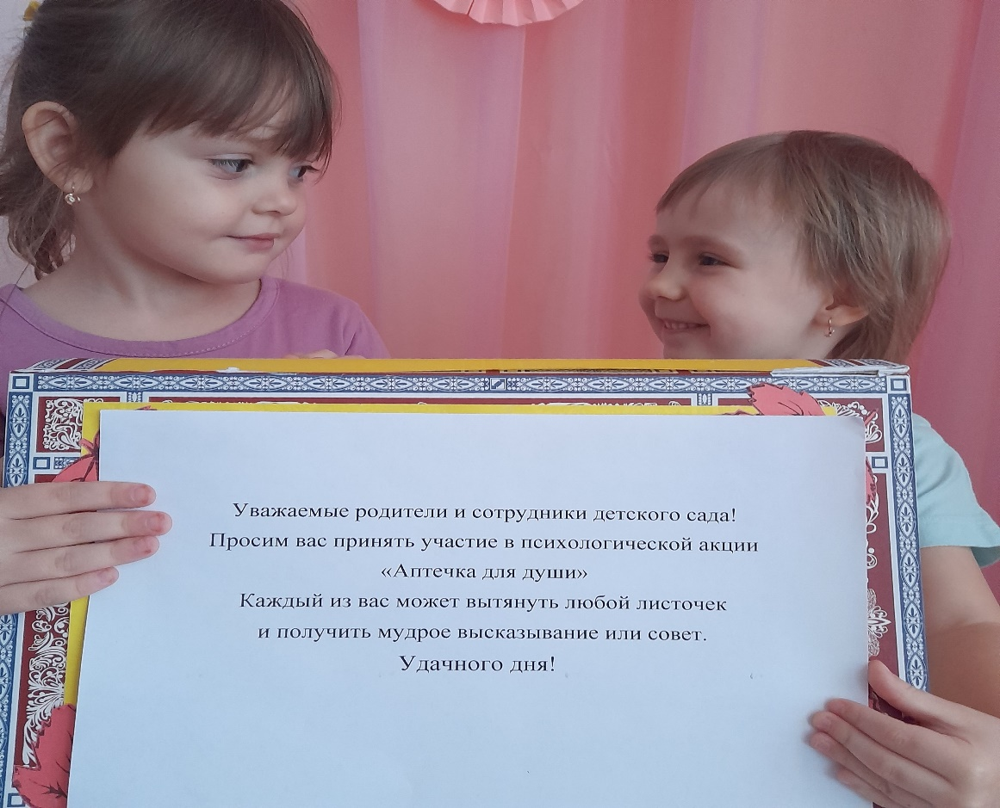 Уважаемые родители и сотрудники детского сада!
Просим вас принять участие в психологической акции
«Аптечка для души»
Каждый из вас может вытянуть любой листочек
и получить мудрое высказывание или совет.
Удачного дня!